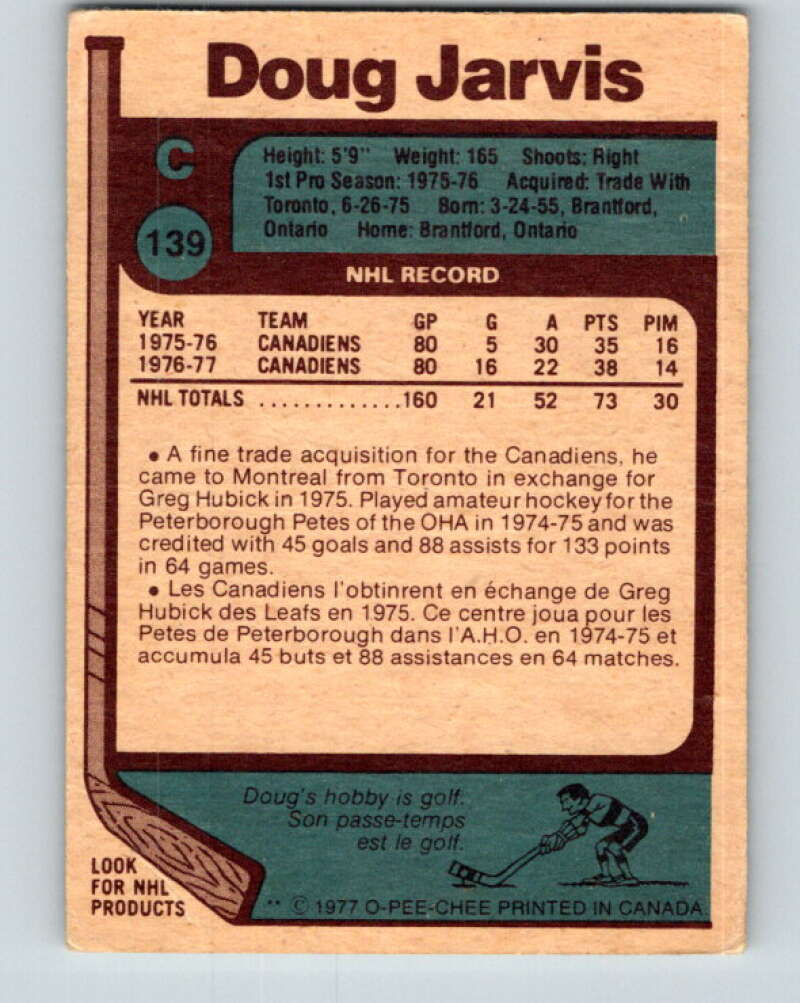 Doug Jarvis
C
139
Height: 5'9" Weight: 165 Shoots: Right
1st Pro Season: 1975-76 Acquired: Trade With
Toronto, 6-26-75 Born: 3-24-55, Brantford,
Ontario Home: Brantford, Ontario
NHL RECORD
YEAR TEAM GP G A PTS PIM
1975-76 CANADIENS 80 5 30 35 16
1976-77 CANADIENS 80 16 22 38 14
NHL TOTALS .............160 21 52 73 30
• A fine trade acquisition for the Canadiens, he
came to Montreal from Toronto in exchange for
Greg Hubick in 1975. Played amateur hockey for the
Peterborough Petes of the OHA in 1974-75 and was
credited with 45 goals and 88 assists for 133 points
in 64 games.
• Les Canadiens l'obtinrent en échange de Greg
Hubick des Leafs en 1975. Ce centre joua pour les
Petes de Peterborough dans l'A.H.O. en 1974-75 et
accumula 45 buts et 88 assistances en 64 matches.
Doug's hobby is golf.
Son passe-temps
est le golf.
LOOK
FOR NHL
PRODUCTS
** © 1977 O-PEE-CHEE PRINTED IN CANADA